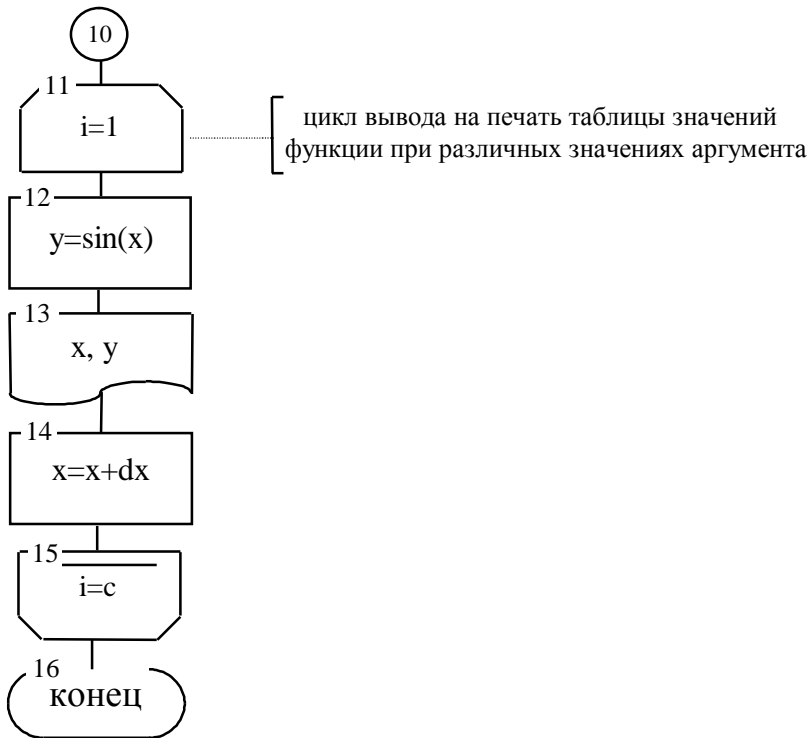 10
11
i=1
цикл вывода на печать таблицы значений
функции при различных значениях аргумента
12
y=sin(x)
13
x, y
14
x=x+dx
15
i=c
16
конец